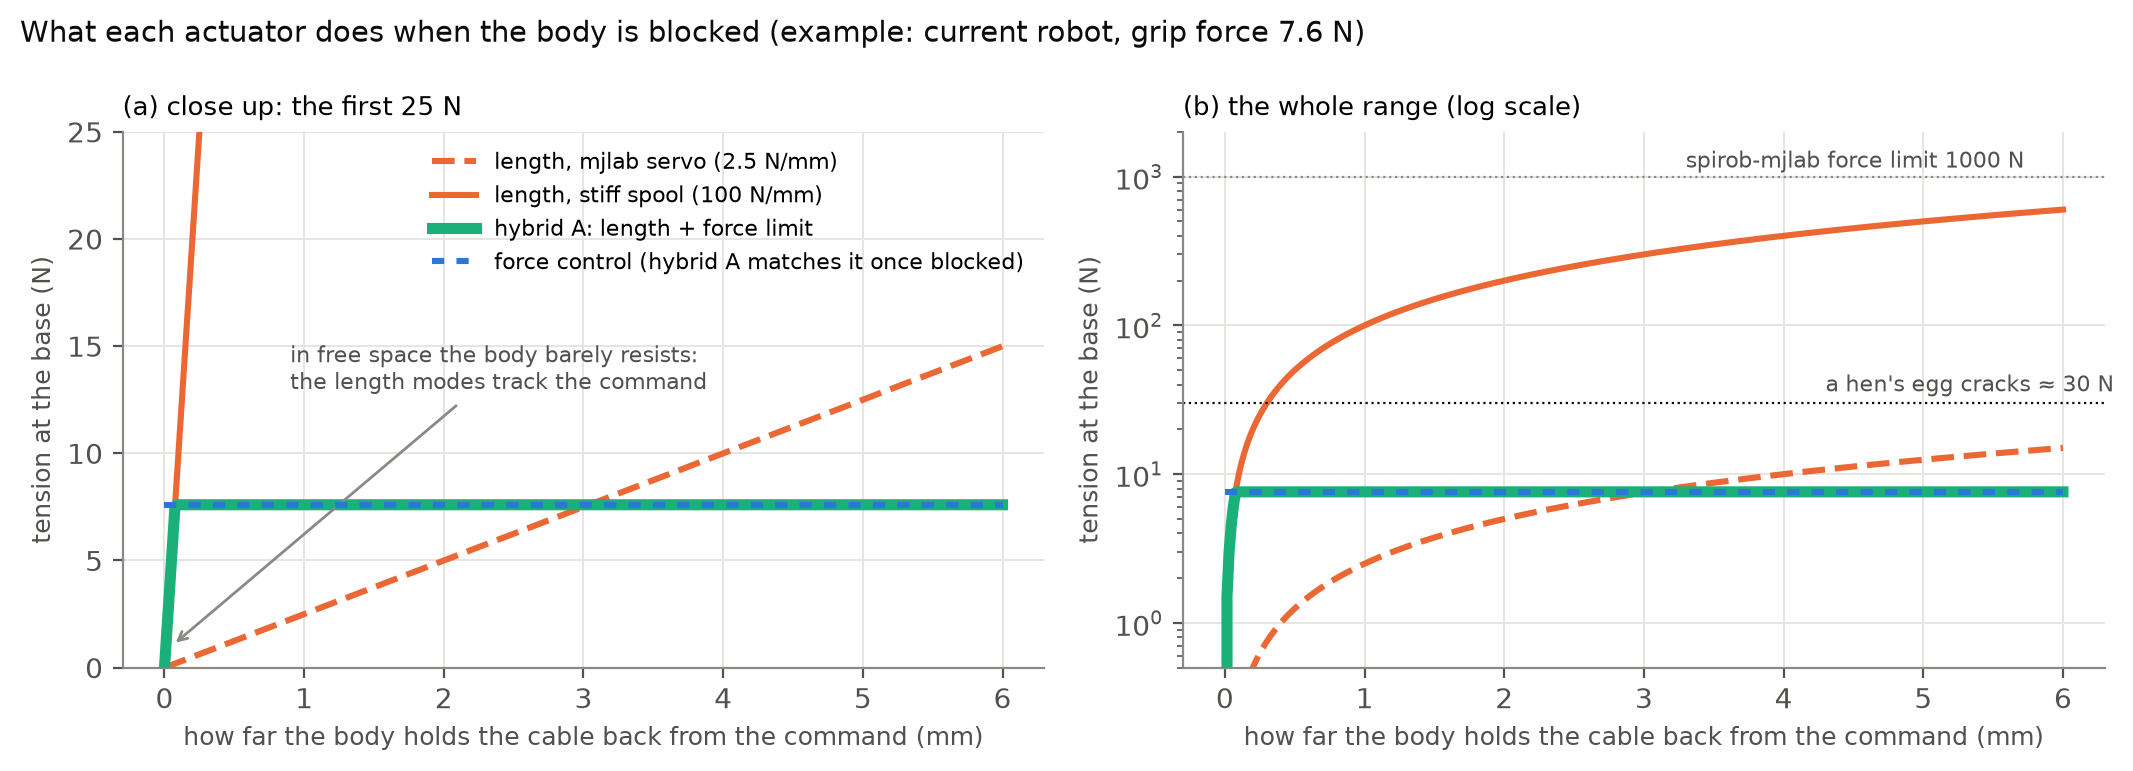 What each actuator does when the body is blocked (example: current robot, grip force 7.6 N)
(a) close up: the first 25 N
25
20
15
10
5
0
tension at the base (N)
length, mjlab servo (2.5 N/mm)
length, stiff spool (100 N/mm)
hybrid A: length + force limit
force control (hybrid A matches it once blocked)
in free space the body barely resists:
the length modes track the command
0 1 2 3 4 5 6
how far the body holds the cable back from the command (mm)
(b) the whole range (log scale)
10³
10²
10¹
10⁰
tension at the base (N)
spirob-mjlab force limit 1000 N
a hen's egg cracks ≈ 30 N
0 1 2 3 4 5 6
how far the body holds the cable back from the command (mm)